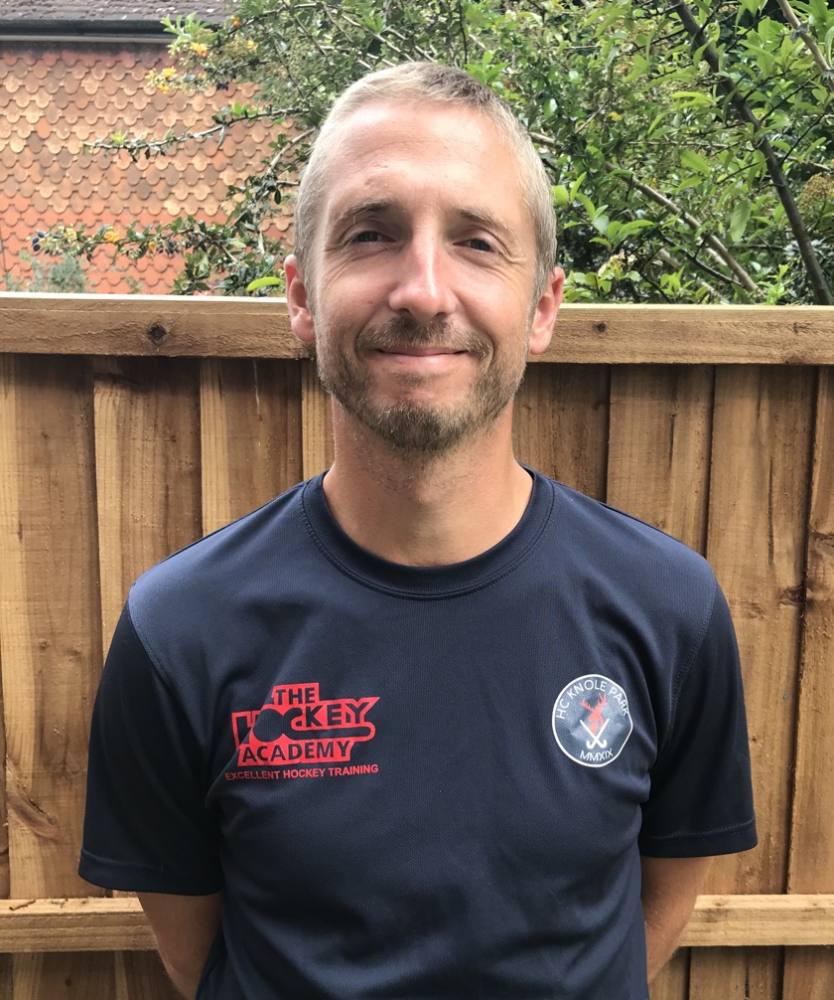 THE
HOCKEY
ACADEMY
EXCELLENT HOCKEY TRAINING
HC KNOLE PARK
MMXIX